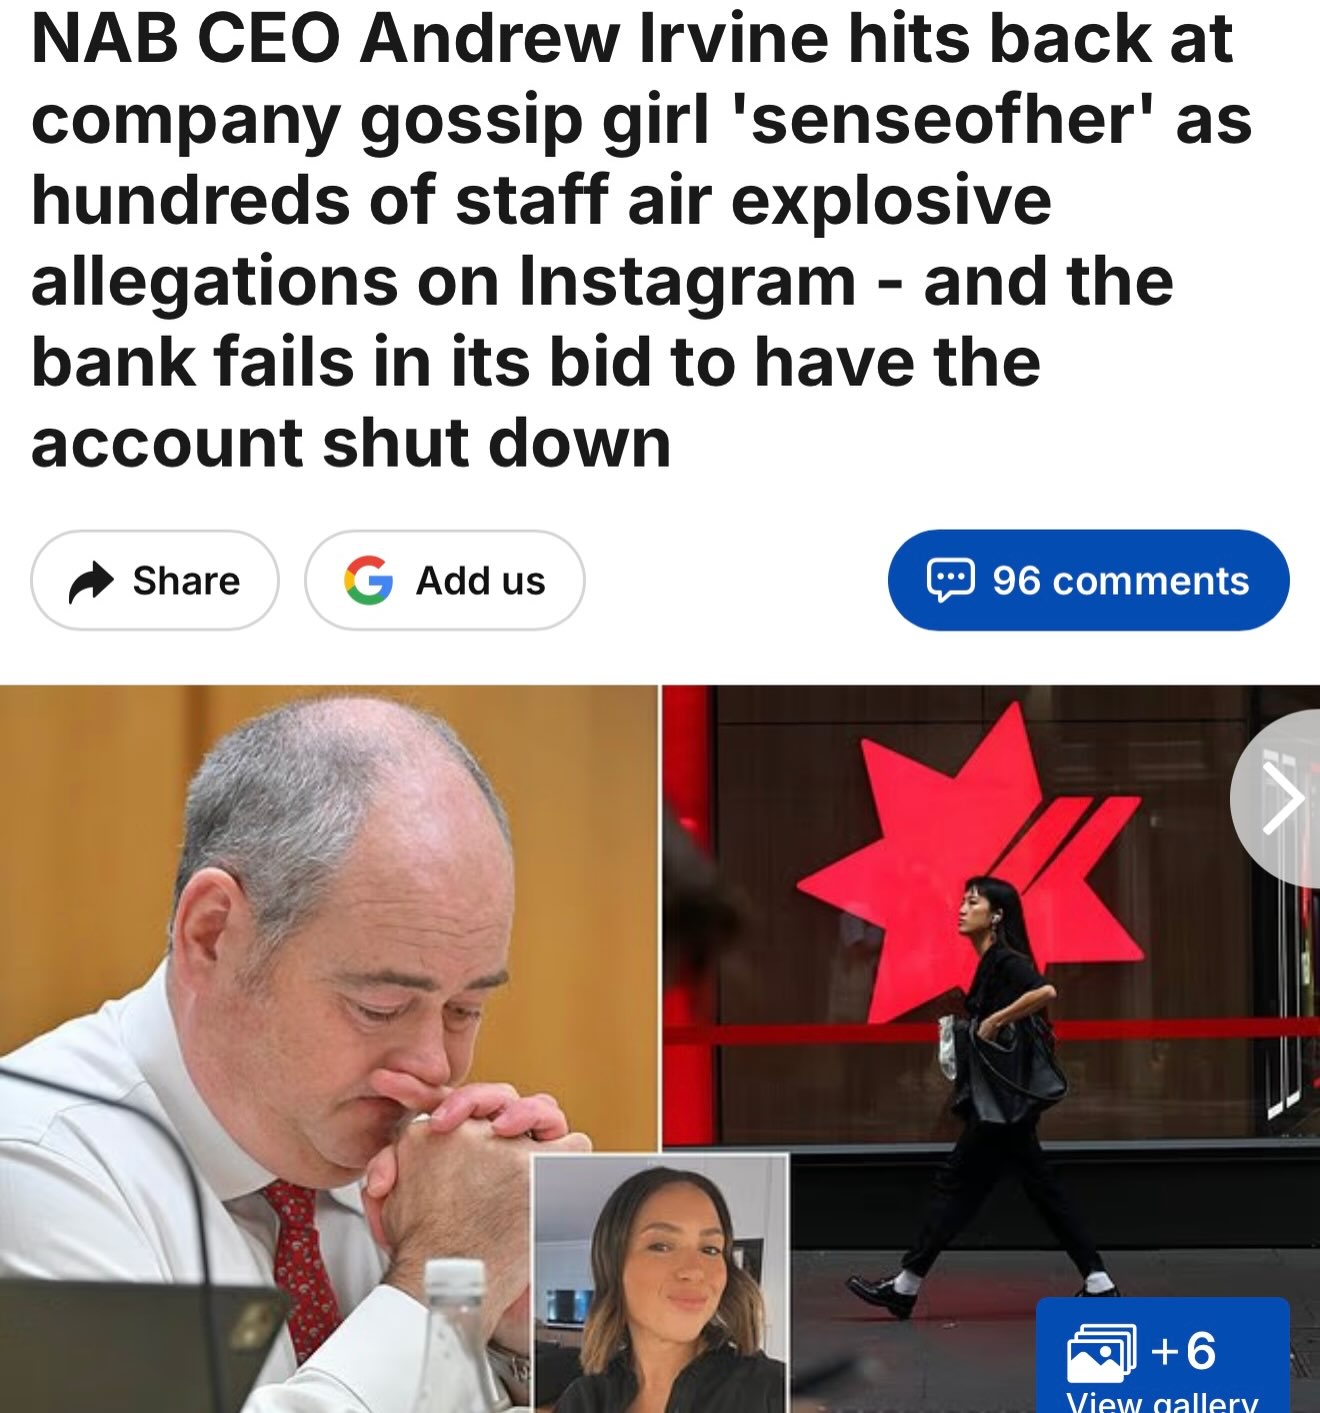 NAB CEO Andrew Irvine hits back at
company gossip girl 'senseofher' as
hundreds of staff air explosive
allegations on Instagram - and the
bank fails in its bid to have the
account shut down
Share
Add us
96 comments
+6
View gallery